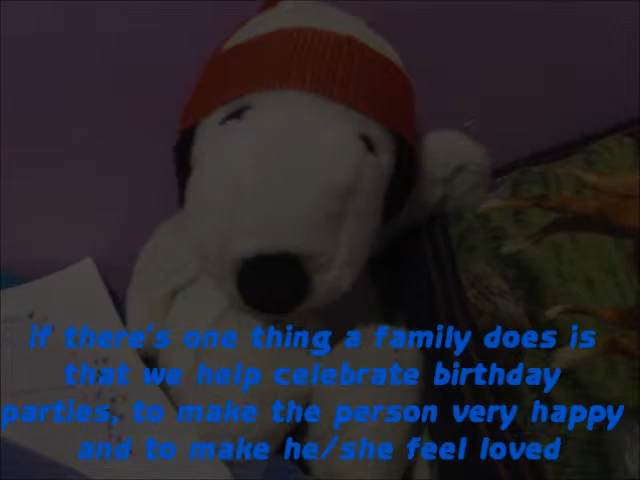 if there's one thing a family does is
that we help celebrate birthday
parties, to make the person very happy
and to make he/she feel loved